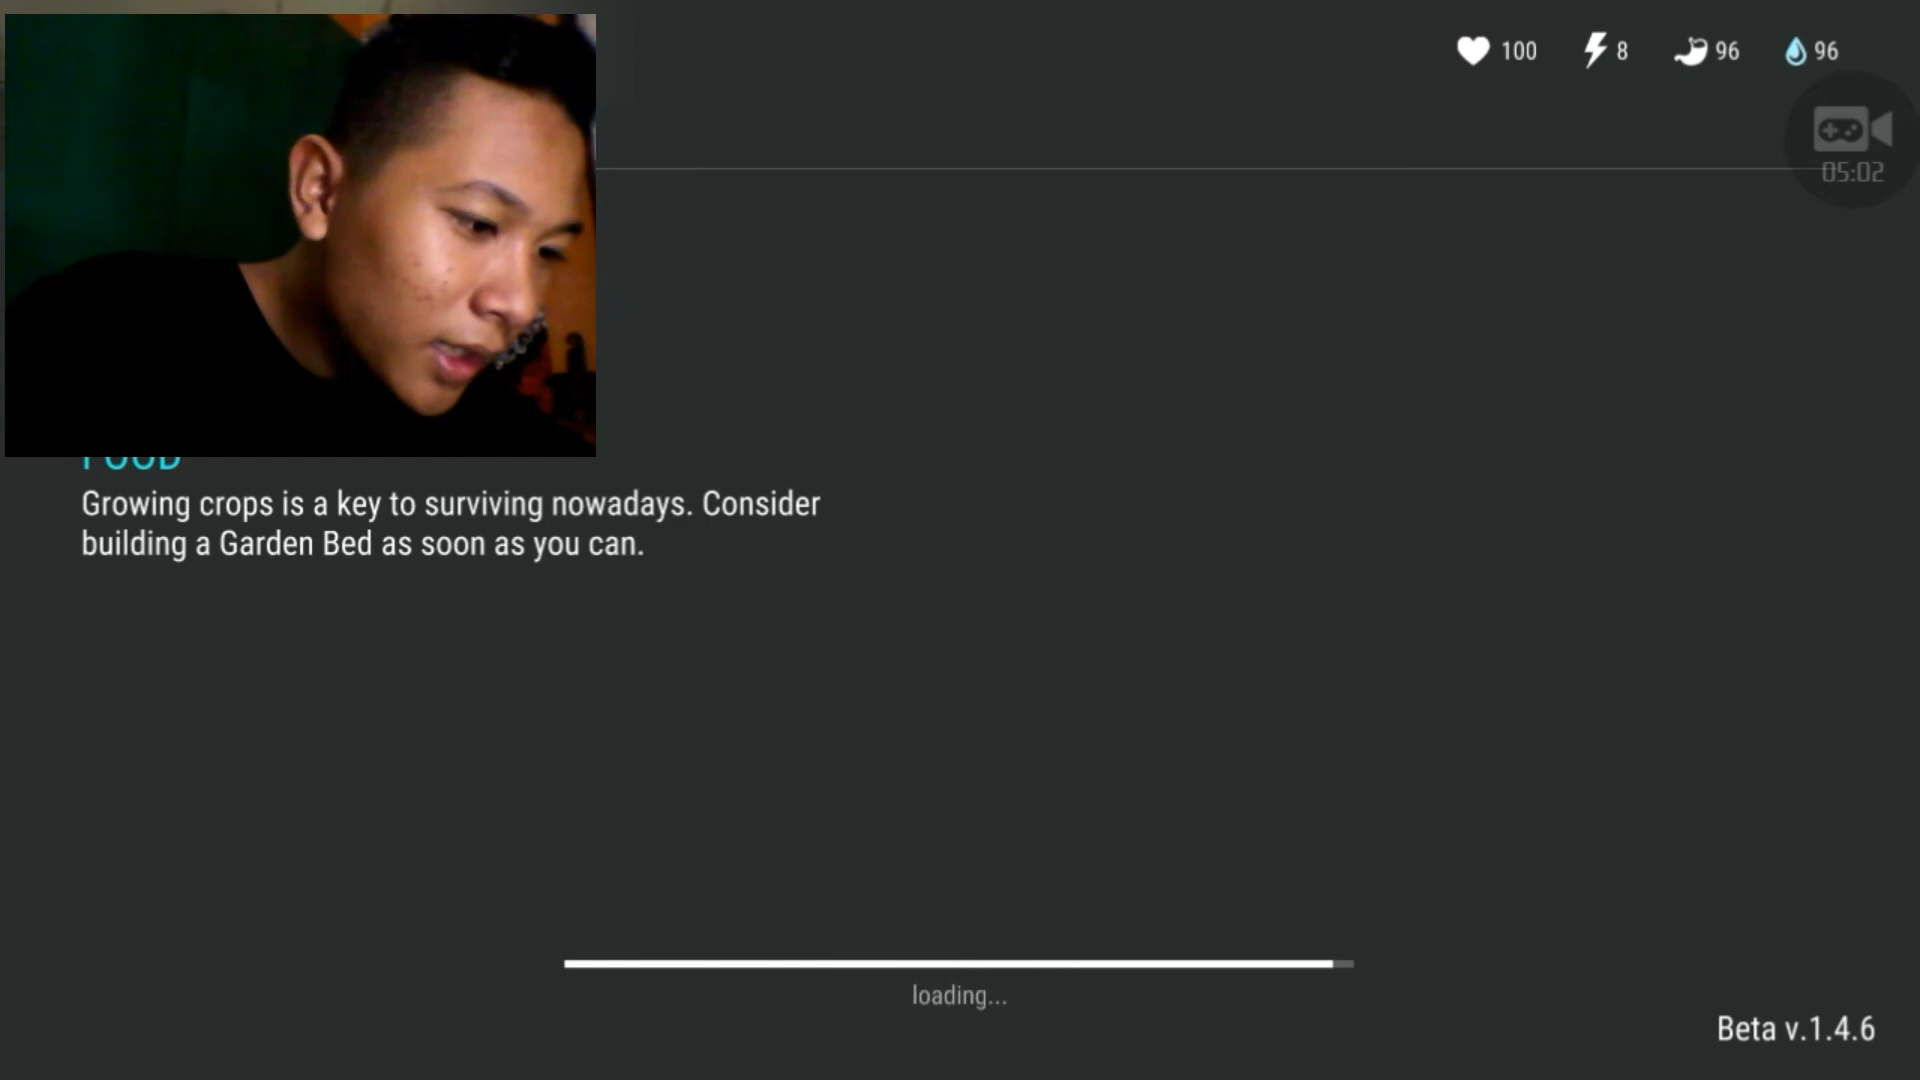 100 8 96 96
05:02
FOOD
Growing crops is a key to surviving nowadays. Consider
building a Garden Bed as soon as you can.
loading...
Beta v.1.4.6